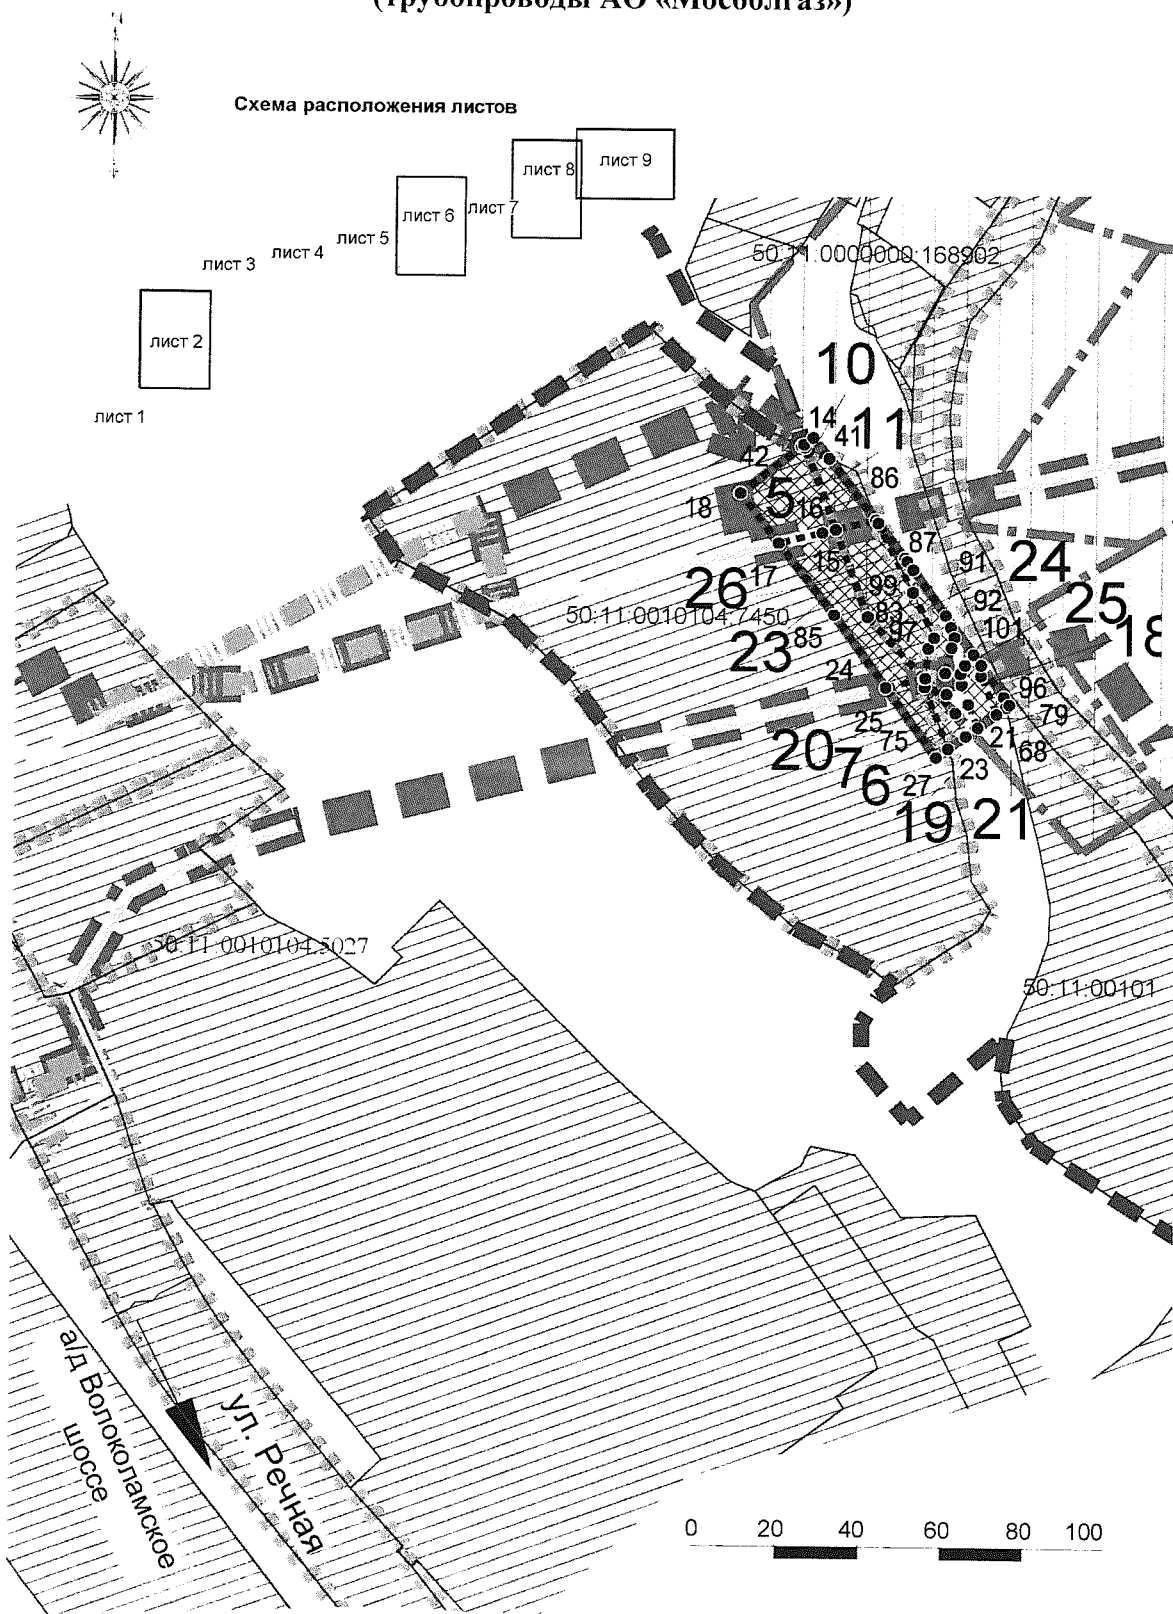 (трубопроводы АО «Мособлгаз»)
Схема расположения листов
лист 8
лист 9
лист 6
лист 7
лист 5
лист 4
лист 3
лист 2
лист 1
50:11:0000000:168902
10
14
41
11
42
86
18
5
16
87
15
91
24
17
26
99
92
25
50:11:0010104:7450
83
101
18
85
97
23
24
96
79
25
75
21
68
20
7
6
23
27
19
21
50:11:0010104:5027
50:11:00101
а/д Волоколамское
шоссе
ул. Речная
0 20 40 60 80 100